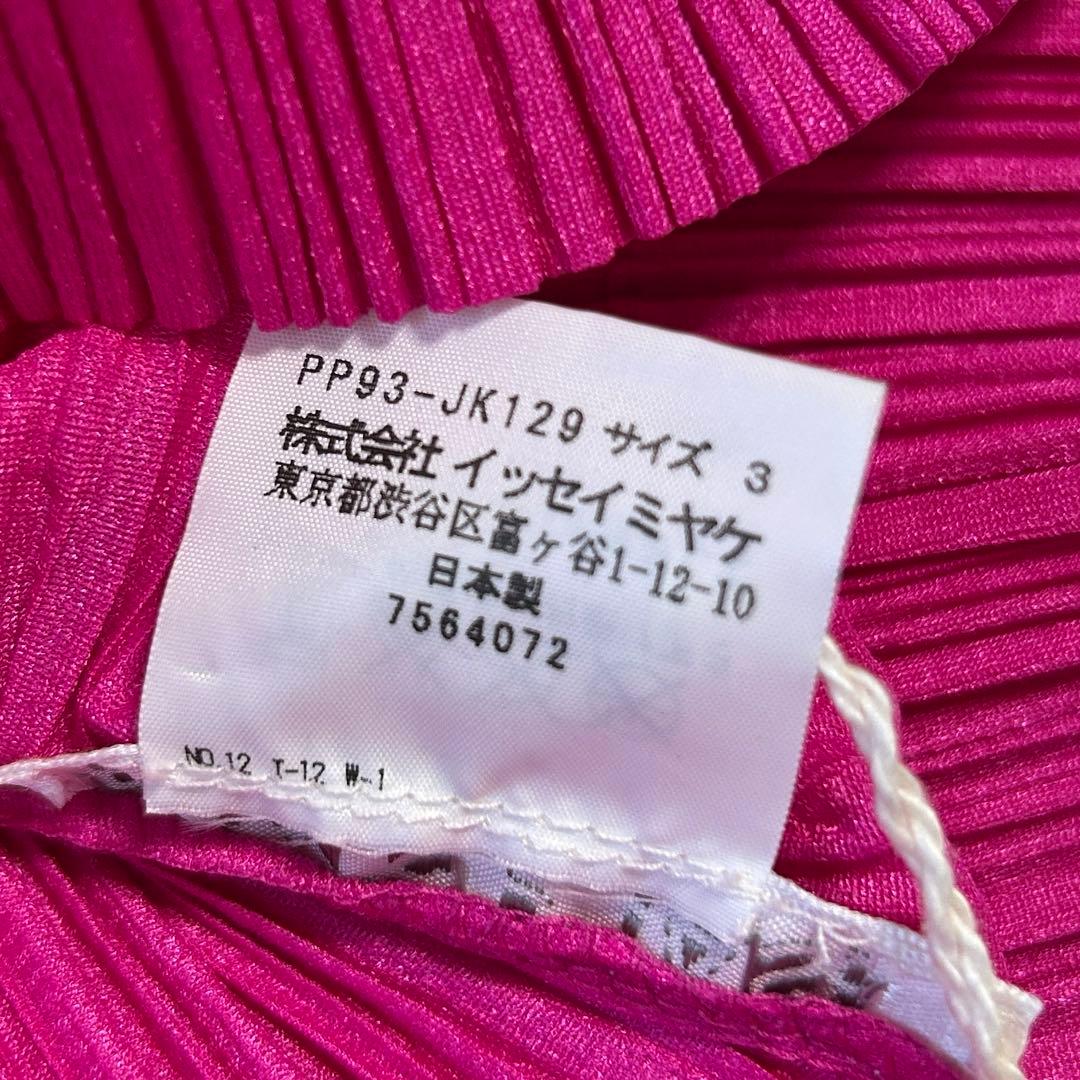 PP93-JK129 サイズ 3
株式会社 イッセイミヤケ
東京都渋谷区富ヶ谷1-12-10
日本製
7564072
NO.12 T-12 W-1